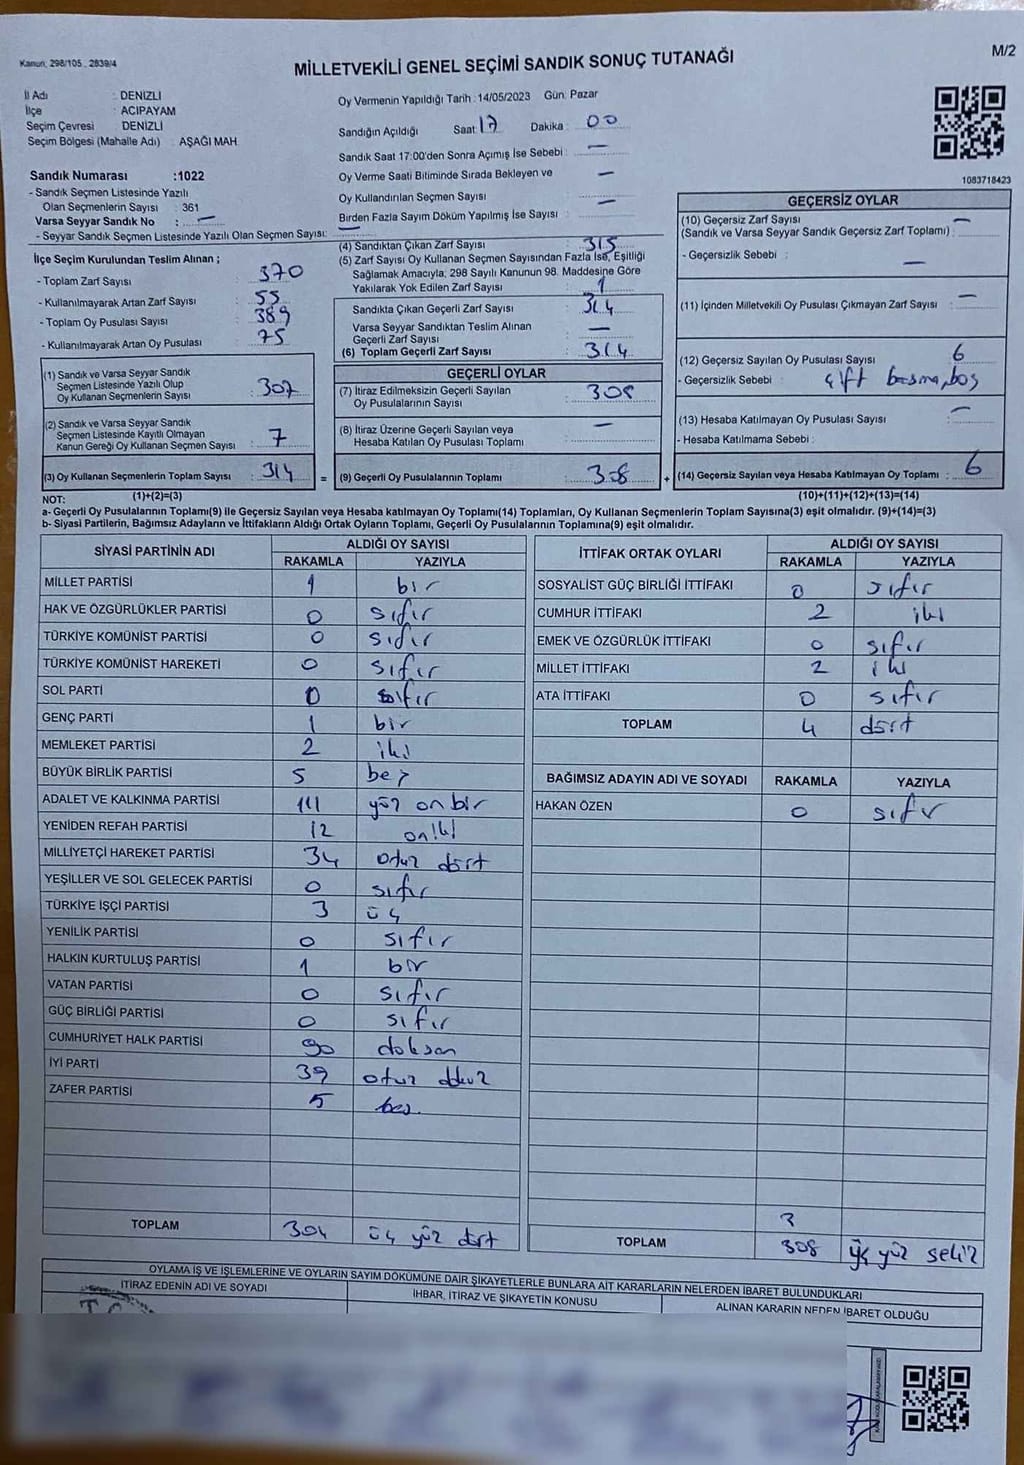 Kanun; 298/105 , 2839/4
M/2
MİLLETVEKİLİ GENEL SEÇİMİ SANDIK SONUÇ TUTANAĞI
İl Adı : DENİZLİ
İlçe : ACIPAYAM
Seçim Çevresi : DENİZLİ
Seçim Bölgesi (Mahalle Adı) : AŞAĞI MAH.
Sandık Numarası :1022
- Sandık Seçmen Listesinde Yazılı
Olan Seçmenlerin Sayısı : 361
Varsa Seyyar Sandık No : —
- Seyyar Sandık Seçmen Listesinde Yazılı Olan Seçmen Sayısı: —
Oy Vermenin Yapıldığı Tarih : 14/05/2023 Gün: Pazar
Sandığın Açıldığı Saat: 17 Dakika : 00
Sandık Saat 17:00'den Sonra Açımış İse Sebebi : —
Oy Verme Saati Bitiminde Sırada Bekleyen ve —
Oy Kullandırılan Seçmen Sayısı
Birden Fazla Sayım Döküm Yapılmış İse Sayısı —
1083718423
İlçe Seçim Kurulundan Teslim Alınan ;
- Toplam Zarf Sayısı : 370
- Kullanılmayarak Artan Zarf Sayısı : 55
- Toplam Oy Pusulası Sayısı : 389
- Kullanılmayarak Artan Oy Pusulası : 75
(4) Sandıktan Çıkan Zarf Sayısı : 315
(5) Zarf Sayısı Oy Kullanan Seçmen Sayısından Fazla İse, Eşitliği
Sağlamak Amacıyla, 298 Sayılı Kanunun 98. Maddesine Göre
Yakılarak Yok Edilen Zarf Sayısı : 1
Sandıkta Çıkan Geçerli Zarf Sayısı : 314
Varsa Seyyar Sandıktan Teslim Alınan
Geçerli Zarf Sayısı : —
(6) Toplam Geçerli Zarf Sayısı : 314
GEÇERSİZ OYLAR
(10) Geçersiz Zarf Sayısı —
(Sandık ve Varsa Seyyar Sandık Geçersiz Zarf Toplamı) :
- Geçersizlik Sebebi : —
(11) İçinden Milletvekili Oy Pusulası Çıkmayan Zarf Sayısı : —
(12) Geçersiz Sayılan Oy Pusulası Sayısı : 6
- Geçersizlik Sebebi : çift basma, boş
(13) Hesaba Katılmayan Oy Pusulası Sayısı : —
- Hesaba Katılmama Sebebi :
(1) Sandık ve Varsa Seyyar Sandık
Seçmen Listesinde Yazılı Olup
Oy Kullanan Seçmenlerin Sayısı : 307
(2) Sandık ve Varsa Seyyar Sandık
Seçmen Listesinde Kayıtlı Olmayan
Kanun Gereği Oy Kullanan Seçmen Sayısı : 7
GEÇERLİ OYLAR
(7) İtiraz Edilmeksizin Geçerli Sayılan
Oy Pusulalarının Sayısı : 308
(8) İtiraz Üzerine Geçerli Sayılan veya
Hesaba Katılan Oy Pusulası Toplamı : —
(3) Oy Kullanan Seçmenlerin Toplam Sayısı : 314 = (9) Geçerli Oy Pusulalarının Toplamı : 308 + (14) Geçersiz Sayılan veya Hesaba Katılmayan Oy Toplamı : 6
NOT: (1)+(2)=(3) (10)+(11)+(12)+(13)=(14)
a- Geçerli Oy Pusulalarının Toplamı(9) ile Geçersiz Sayılan veya Hesaba katılmayan Oy Toplamı(14) Toplamları, Oy Kullanan Seçmenlerin Toplam Sayısına(3) eşit olmalıdır. (9)+(14)=(3)
b- Siyasi Partilerin, Bağımsız Adayların ve İttifakların Aldığı Ortak Oyların Toplamı, Geçerli Oy Pusulalarının Toplamına(9) eşit olmalıdır.
SİYASİ PARTİNİN ADI ALDIĞI OY SAYISI
RAKAMLA YAZIYLA
MİLLET PARTİSİ 1 bir
HAK VE ÖZGÜRLÜKLER PARTİSİ 0 sıfır
TÜRKİYE KOMÜNİST PARTİSİ 0 sıfır
TÜRKİYE KOMÜNİST HAREKETİ 0 sıfır
SOL PARTİ 0 sıfır
GENÇ PARTİ 1 bir
MEMLEKET PARTİSİ 2 iki
BÜYÜK BİRLİK PARTİSİ 5 beş
ADALET VE KALKINMA PARTİSİ 111 yüz on bir
YENİDEN REFAH PARTİSİ 12 oniki
MİLLİYETÇİ HAREKET PARTİSİ 34 otuz dört
YEŞİLLER VE SOL GELECEK PARTİSİ 0 sıfır
TÜRKİYE İŞÇİ PARTİSİ 3 üç
YENİLİK PARTİSİ 0 sıfır
HALKIN KURTULUŞ PARTİSİ 1 bir
VATAN PARTİSİ 0 sıfır
GÜÇ BİRLİĞİ PARTİSİ 0 sıfır
CUMHURİYET HALK PARTİSİ 90 doksan
İYİ PARTİ 39 otuz dokuz
ZAFER PARTİSİ 5 beş
TOPLAM 304 üç yüz dört
İTTİFAK ORTAK OYLARI ALDIĞI OY SAYISI
RAKAMLA YAZIYLA
SOSYALİST GÜÇ BİRLİĞİ İTTİFAKI 0 sıfır
CUMHUR İTTİFAKI 2 iki
EMEK VE ÖZGÜRLÜK İTTİFAKI 0 sıfır
MİLLET İTTİFAKI 2 iki
ATA İTTİFAKI 0 sıfır
TOPLAM 4 dört
BAĞIMSIZ ADAYIN ADI VE SOYADI RAKAMLA YAZIYLA
HAKAN ÖZEN 0 sıfır
3
TOPLAM 308 üç yüz sekiz
OYLAMA İŞ VE İŞLEMLERİNE VE OYLARIN SAYIM DÖKÜMÜNE DAİR ŞİKAYETLERLE BUNLARA AİT KARARLARIN NELERDEN İBARET BULUNDUKLARI
İTİRAZ EDENİN ADI VE SOYADI İHBAR, İTİRAZ VE ŞİKAYETİN KONUSU ALINAN KARARIN NEDEN İBARET OLDUĞU